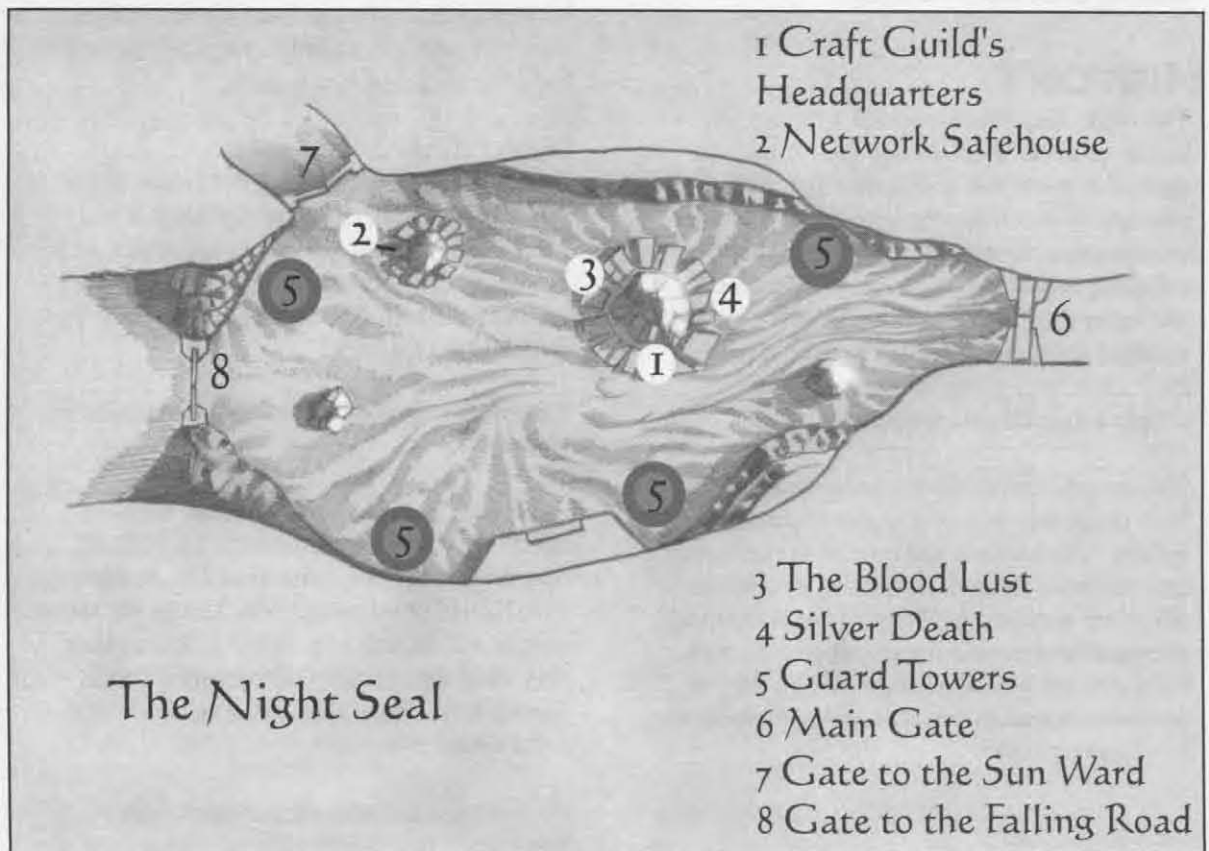 1 Craft Guild's
Headquarters
2 Network Safehouse
7
2
5
3
5
4
6
1
8
5
5
3 The Blood Lust
4 Silver Death
5 Guard Towers
6 Main Gate
7 Gate to the Sun Ward
8 Gate to the Falling Road
The Night Seal